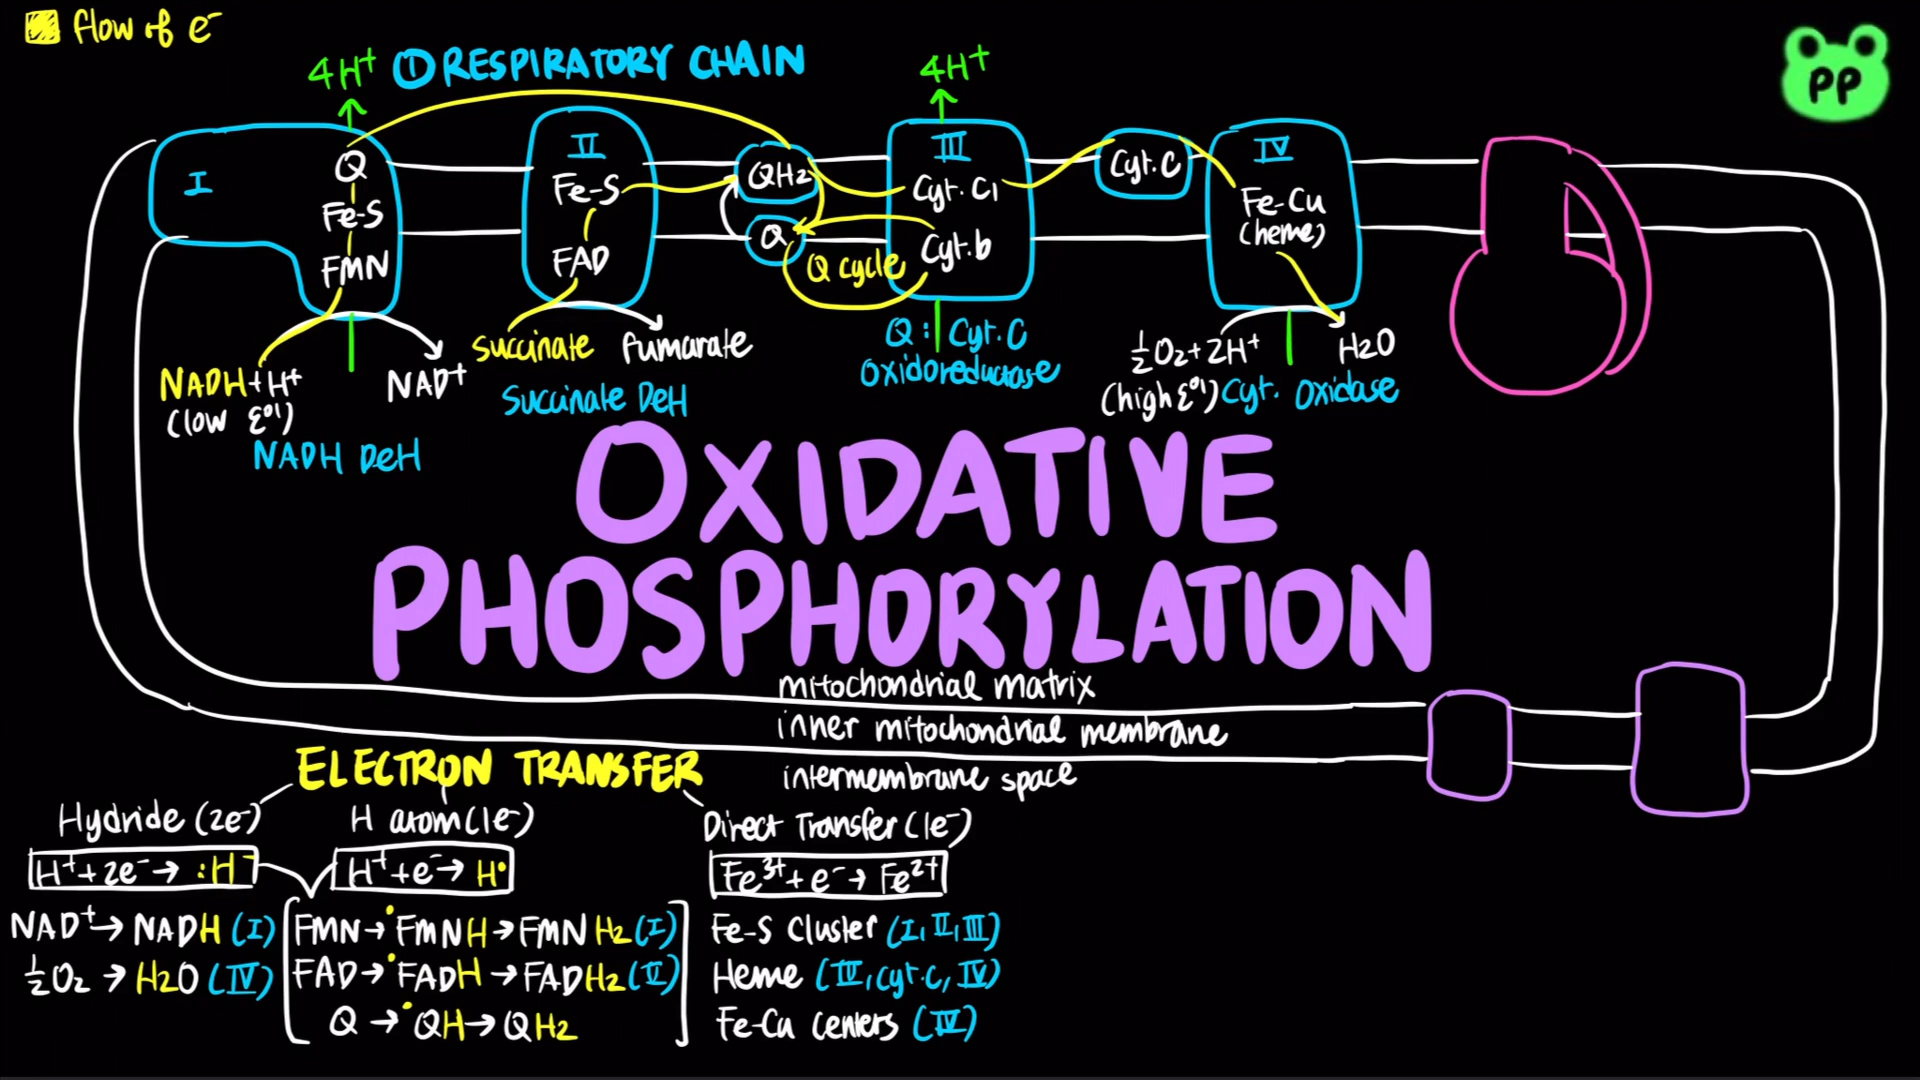 flow of e⁻
PP
4H⁺
① RESPIRATORY CHAIN
4H⁺
I
Q
Fe-S
FMN
II
Fe-S
FAD
QH₂
Q
Q cycle
III
Cyt. C₁
Cyt. b
Cyt. C
IV
Fe-Cu
(heme)
NADH+H⁺
(low ε°')
NAD⁺
NADH DeH
succinate
fumarate
Succinate DeH
Q : Cyt. C
Oxidoreductase
½O₂+2H⁺
(high ε°')
H₂O
Cyt. Oxidase
OXIDATIVE
PHOSPHORYLATION
mitochondrial matrix
inner mitochondrial membrane
intermembrane space
ELECTRON TRANSFER
Hydride (2e⁻)
H⁺+2e⁻→ :H⁻
NAD⁺→ NADH (I)
½O₂ → H₂O (IV)
H atom (1e⁻)
H⁺+e⁻→ H•
FMN→ •FMNH→ FMNH₂ (I)
FAD→ •FADH → FADH₂ (II)
Q → •QH→ QH₂
Direct Transfer (1e⁻)
Fe³⁺+ e⁻→ Fe²⁺
Fe-S Cluster (I, II, III)
Heme (III, cyt. c, IV)
Fe-Cu centers (IV)